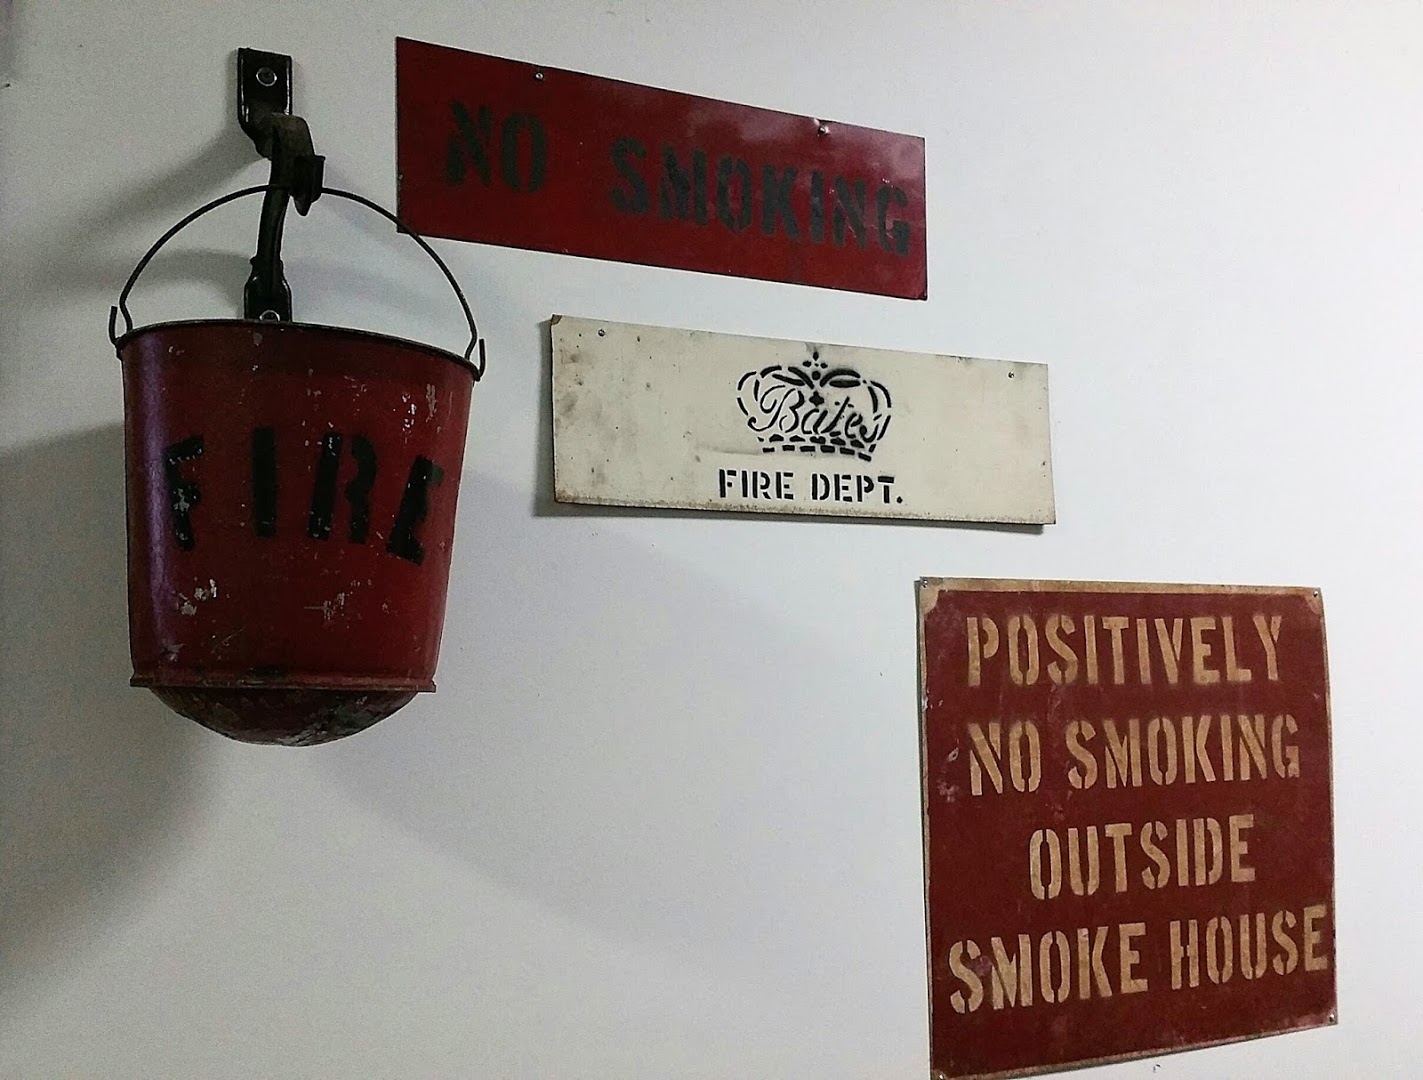 NO SMOKING
FIRE
Bates
FIRE DEPT.
POSITIVELY
NO SMOKING
OUTSIDE
SMOKE HOUSE